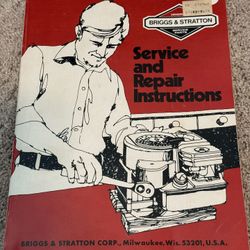 BRIGGS & STRATTON
Service
and
Repair
Instructions
BRIGGS & STRATTON CORP., Milwaukee, Wis. 53201, U.S.A.